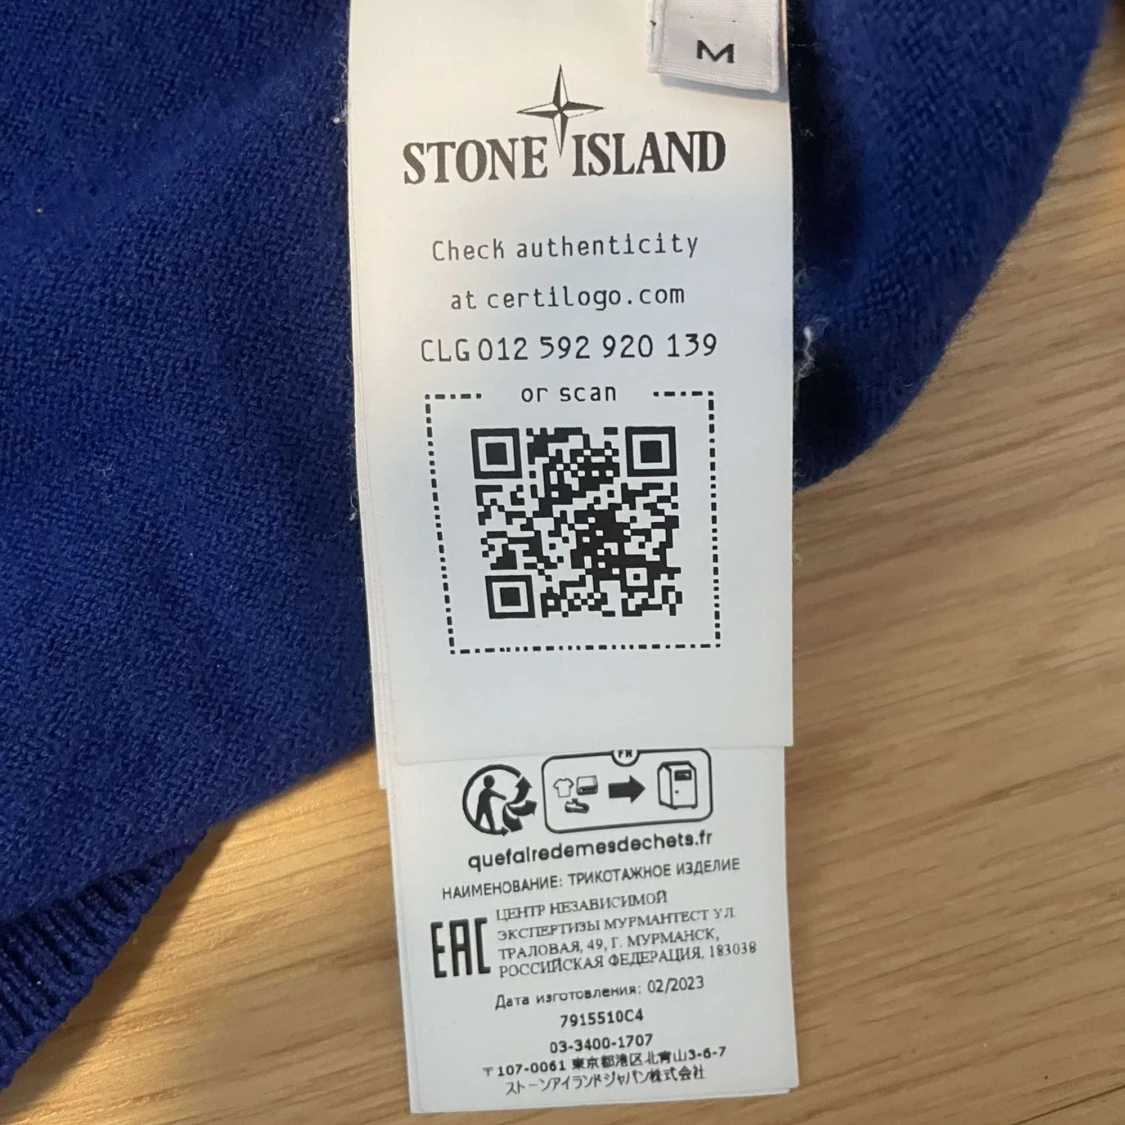 M
STONE ISLAND
Check authenticity
at certilogo.com
CLG 012 592 920 139
or scan
FR
quefairedemesdechets.fr
НАИМЕНОВАНИЕ: ТРИКОТАЖНОЕ ИЗДЕЛИЕ
EAC
ЦЕНТР НЕЗАВИСИМОЙ
ЭКСПЕРТИЗЫ МУРМАНТЕСТ УЛ.
ТРАЛОВАЯ, 49, Г. МУРМАНСК,
РОССИЙСКАЯ ФЕДЕРАЦИЯ, 183038
Дата изготовления: 02/2023
7915510C4
03-3400-1707
〒107-0061 東京都港区北青山3-6-7
ストーンアイランドジャパン株式会社